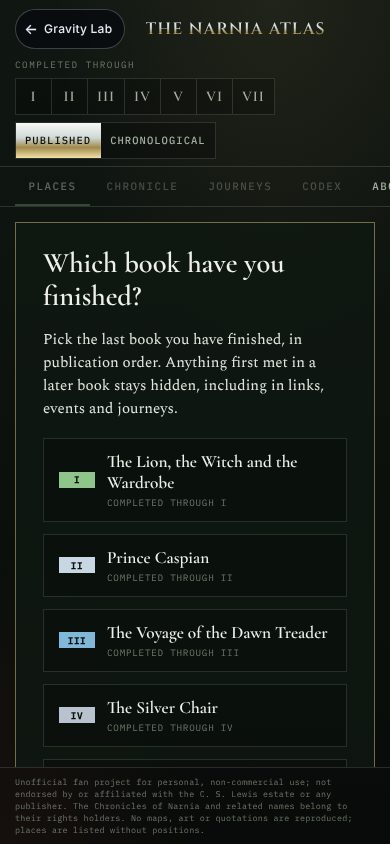 ← Gravity Lab
THE NARNIA ATLAS
COMPLETED THROUGH
I II III IV V VI VII
PUBLISHED CHRONOLOGICAL
PLACES CHRONICLE JOURNEYS CODEX
Which book have you
finished?
Pick the last book you have finished, in
publication order. Anything first met in a
later book stays hidden, including in links,
events and journeys.
I
The Lion, the Witch and the
Wardrobe
COMPLETED THROUGH I
II
Prince Caspian
COMPLETED THROUGH II
III
The Voyage of the Dawn Treader
COMPLETED THROUGH III
IV
The Silver Chair
COMPLETED THROUGH IV
Unofficial fan project for personal, non-commercial use; not
endorsed by or affiliated with the C. S. Lewis estate or any
publisher. The Chronicles of Narnia and related names belong to
their rights holders. No maps, art or quotations are reproduced;
places are listed without positions.